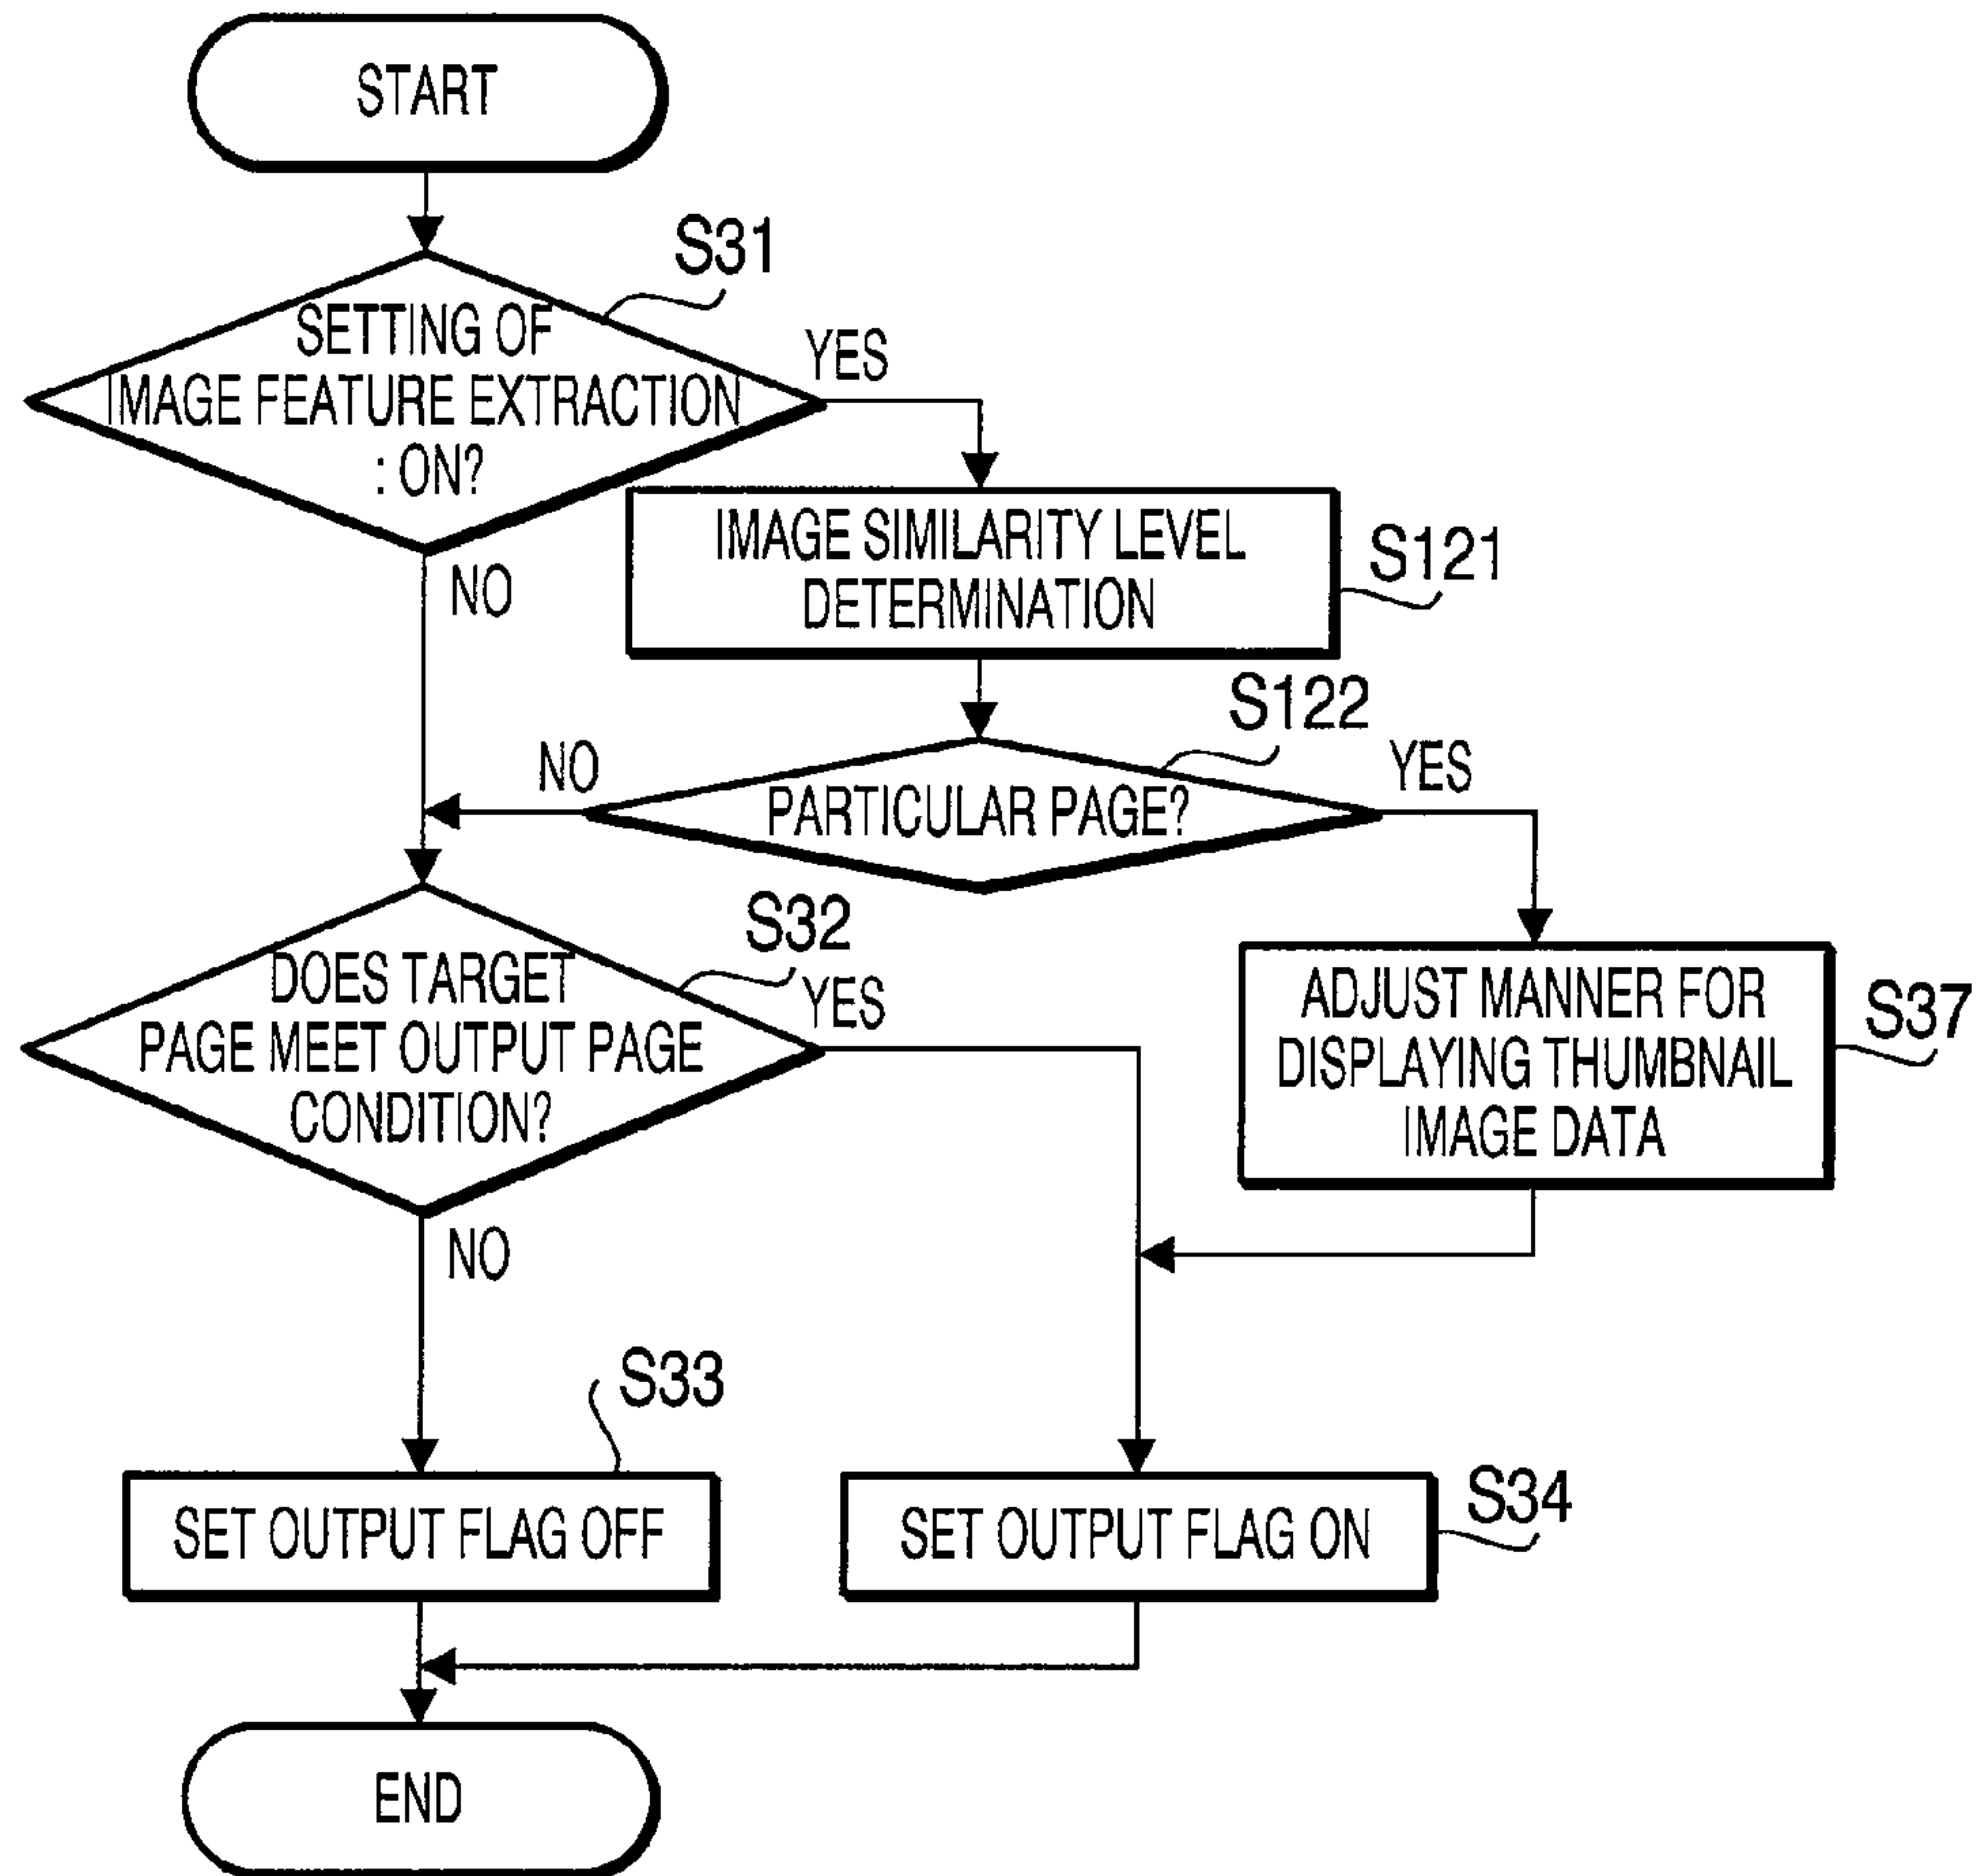 START
S31
SETTING OF
IMAGE FEATURE EXTRACTION
: ON?
YES
NO
IMAGE SIMILARITY LEVEL
DETERMINATION
S121
S122
NO
PARTICULAR PAGE?
YES
S32
DOES TARGET
PAGE MEET OUTPUT PAGE
CONDITION?
YES
NO
ADJUST MANNER FOR
DISPLAYING THUMBNAIL
IMAGE DATA
S37
S33
SET OUTPUT FLAG OFF
SET OUTPUT FLAG ON
S34
END